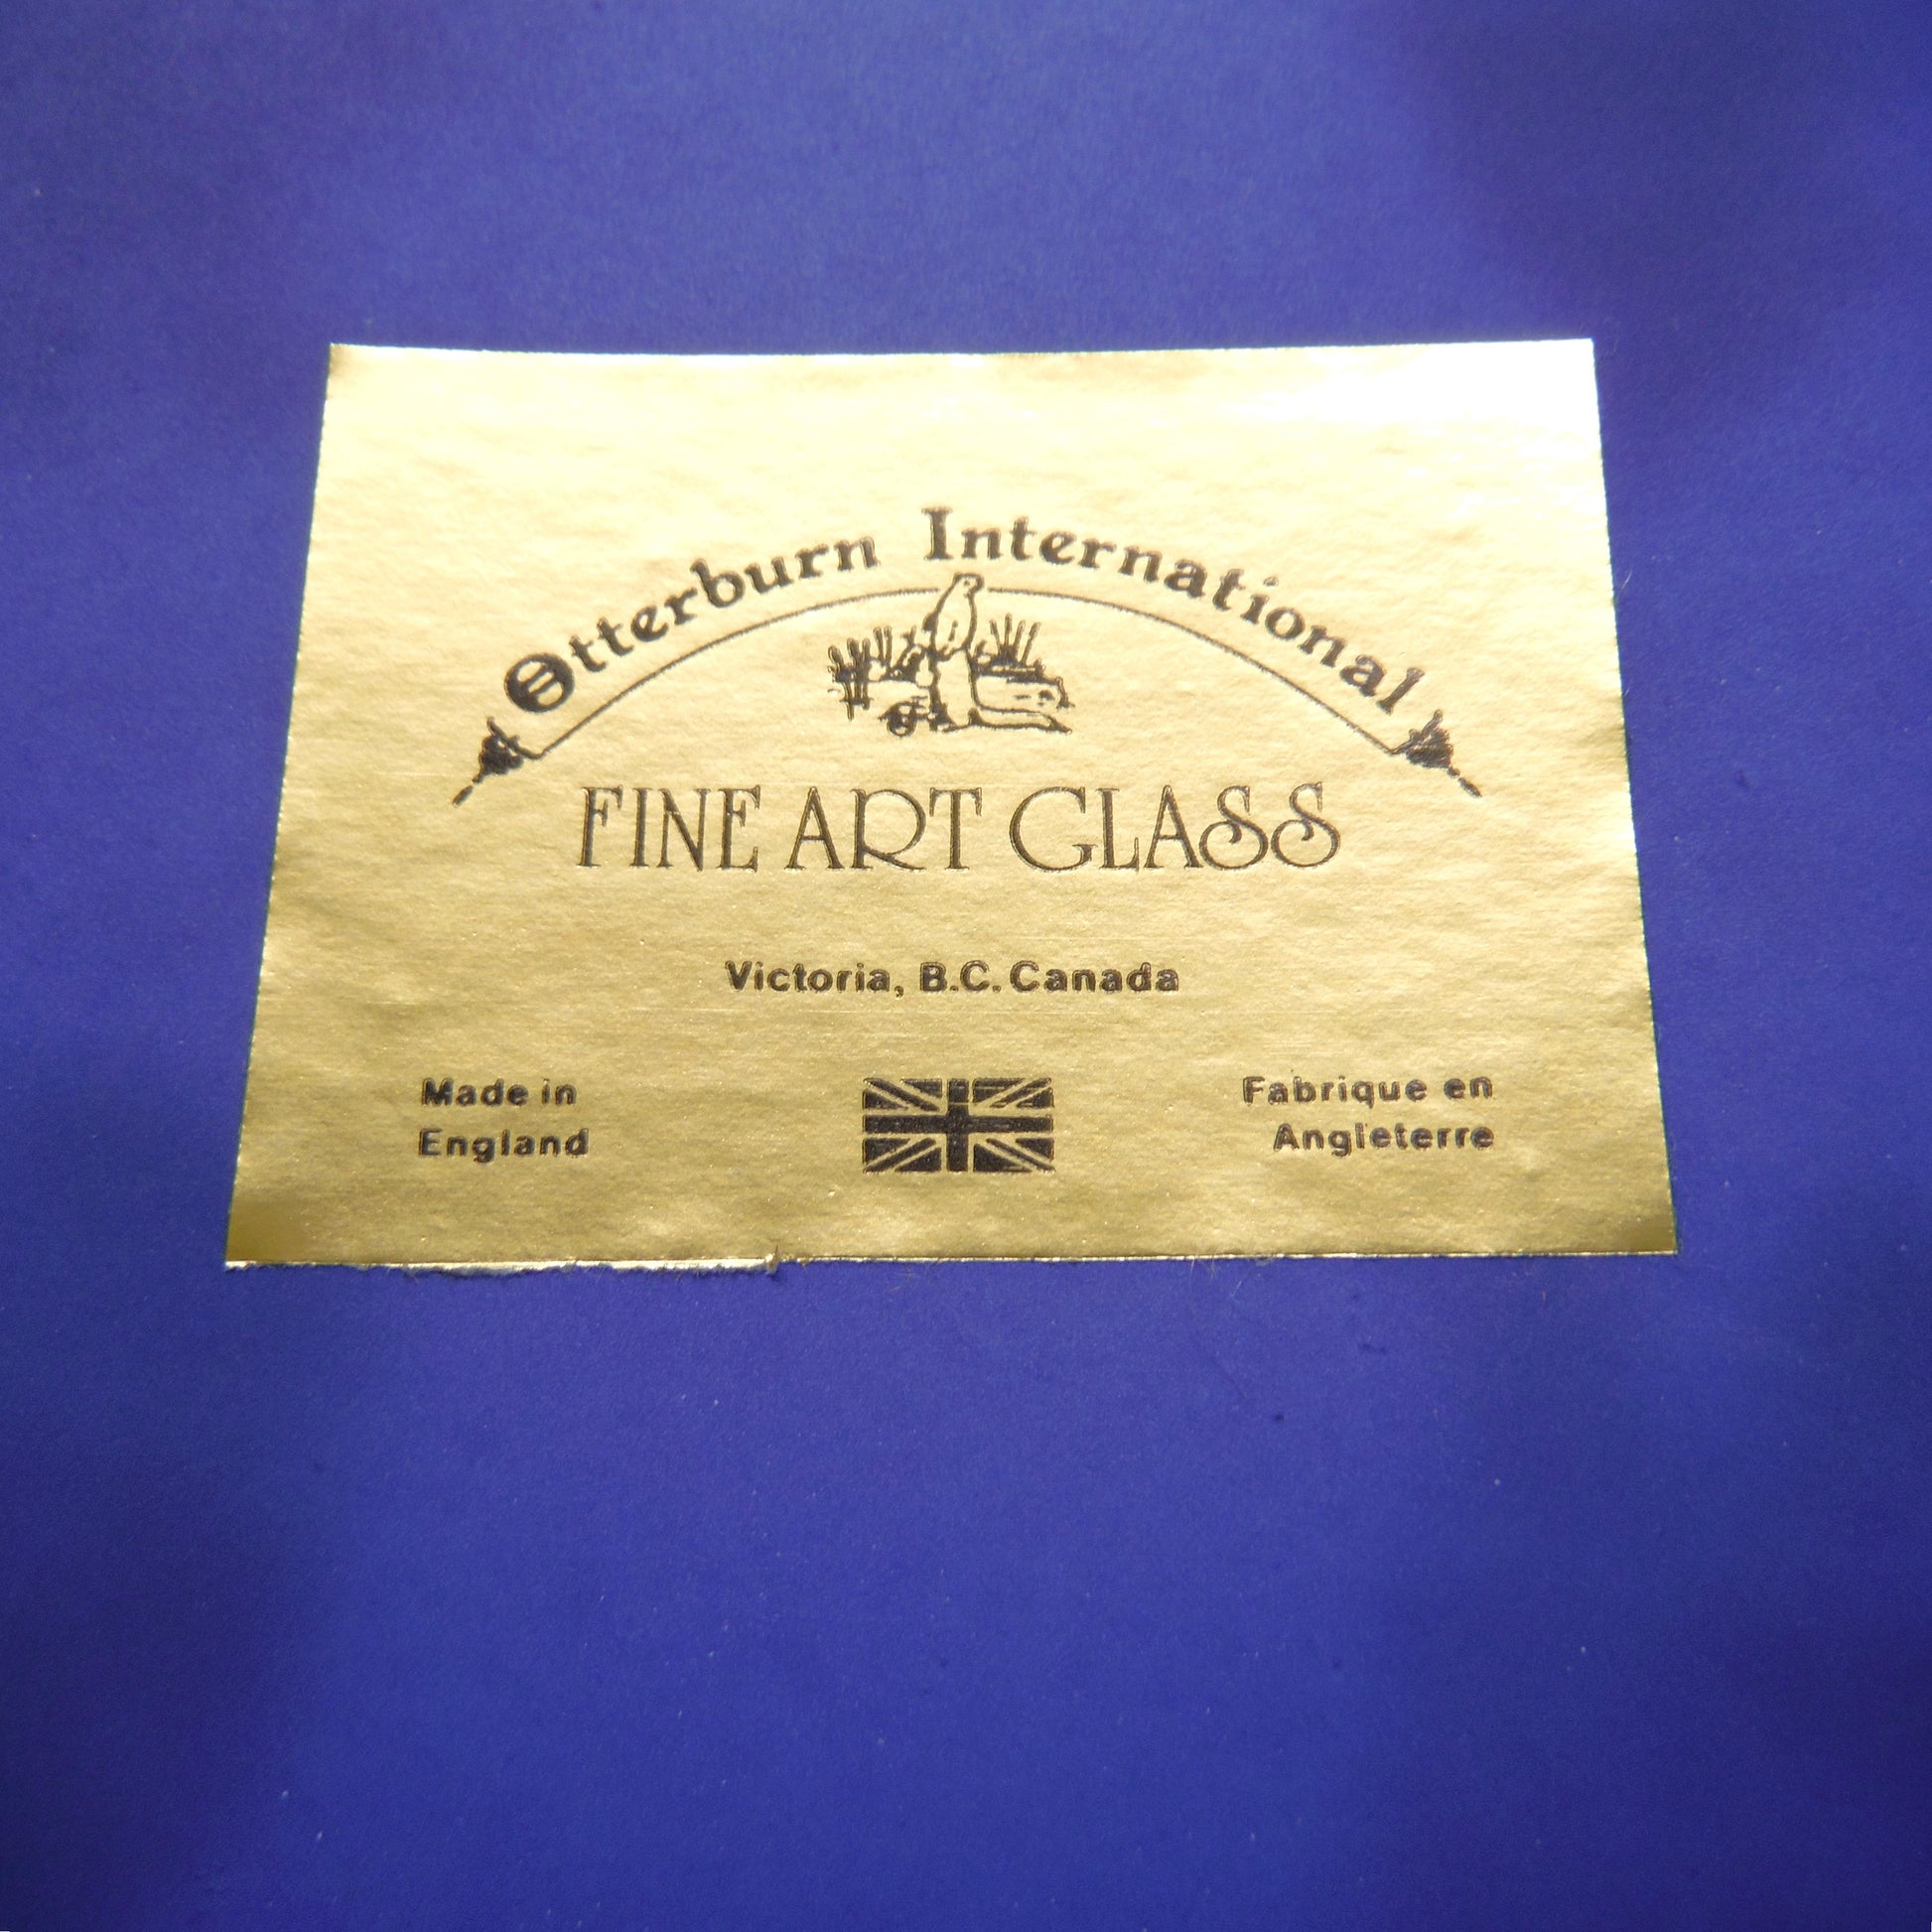 Otterburn International
FINE ART GLASS
Victoria, B.C. Canada
Made in
England
Fabrique en
Angleterre